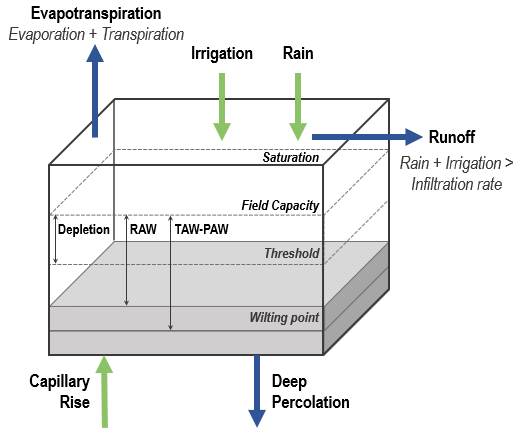 Evapotranspiration
Evaporation + Transpiration
Irrigation
Rain
Runoff
Rain + Irrigation >
Infiltration rate
Saturation
Field Capacity
Depletion
RAW
TAW-PAW
Threshold
Wilting point
Capillary
Rise
Deep
Percolation